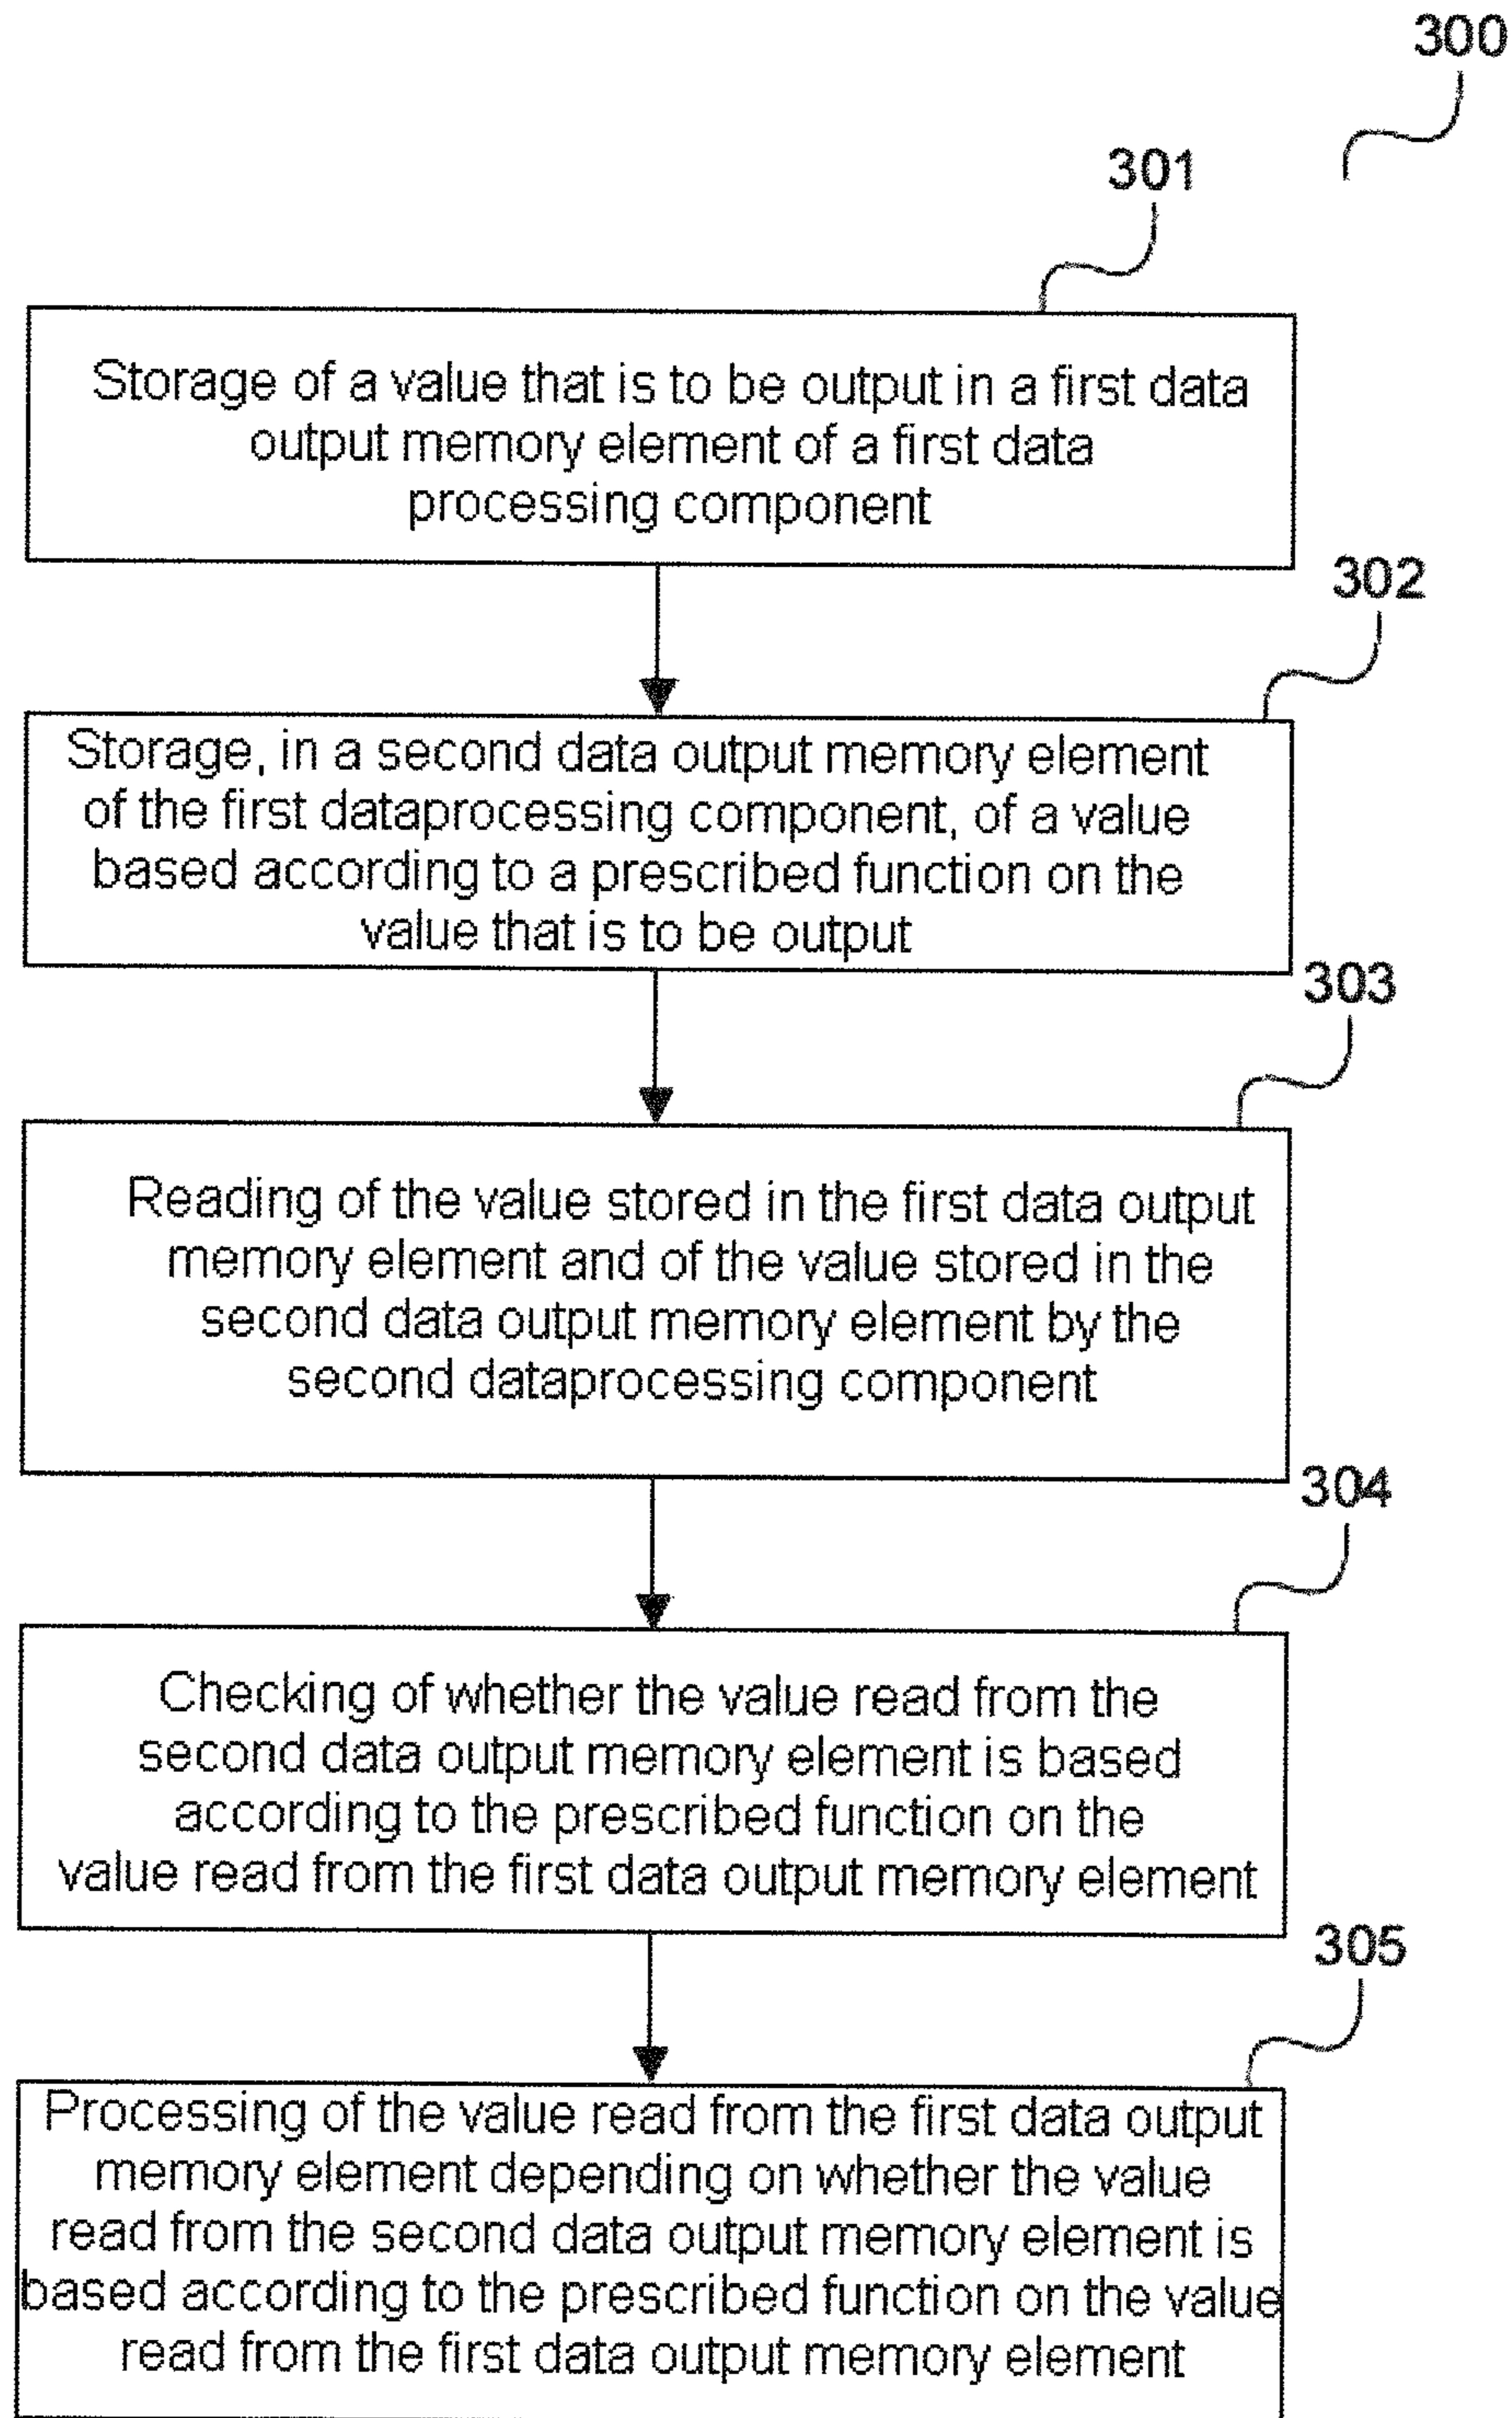 300
301
Storage of a value that is to be output in a first data
output memory element of a first data
processing component
302
Storage, in a second data output memory element
of the first dataprocessing component, of a value
based according to a prescribed function on the
value that is to be output
303
Reading of the value stored in the first data output
memory element and of the value stored in the
second data output memory element by the
second dataprocessing component
304
Checking of whether the value read from the
second data output memory element is based
according to the prescribed function on the
value read from the first data output memory element
305
Processing of the value read from the first data output
memory element depending on whether the value
read from the second data output memory element is
based according to the prescribed function on the value
read from the first data output memory element